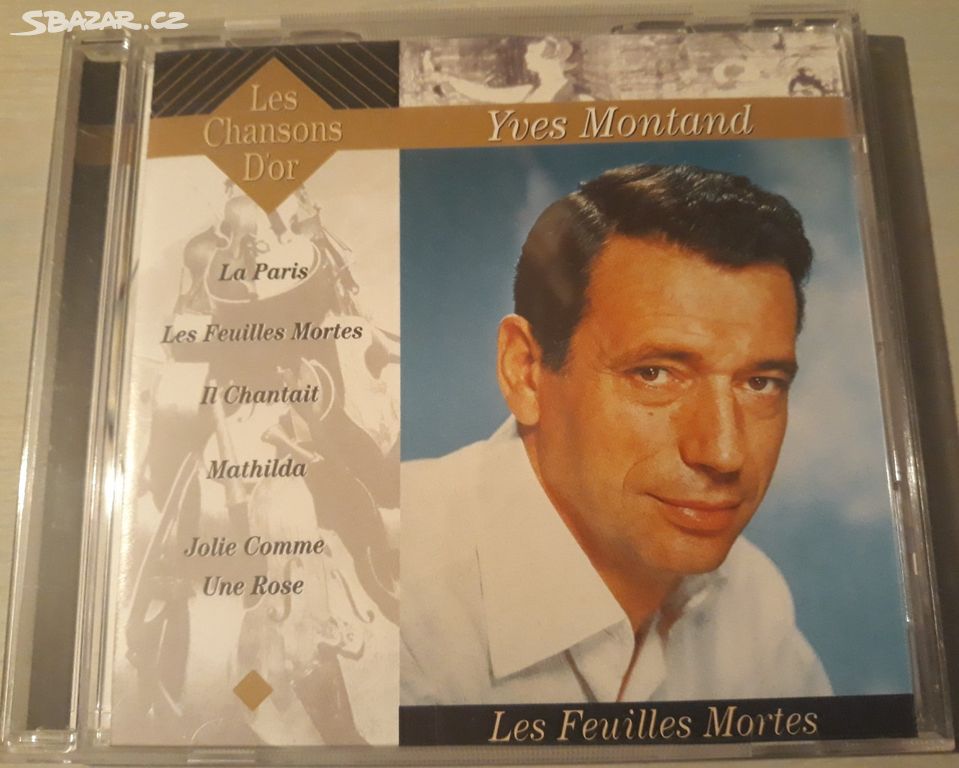 SBAZAR.CZ
Les
Chansons
D'or
Yves Montand
La Paris
Les Feuilles Mortes
Il Chantait
Mathilda
Jolie Comme
Une Rose
Les Feuilles Mortes